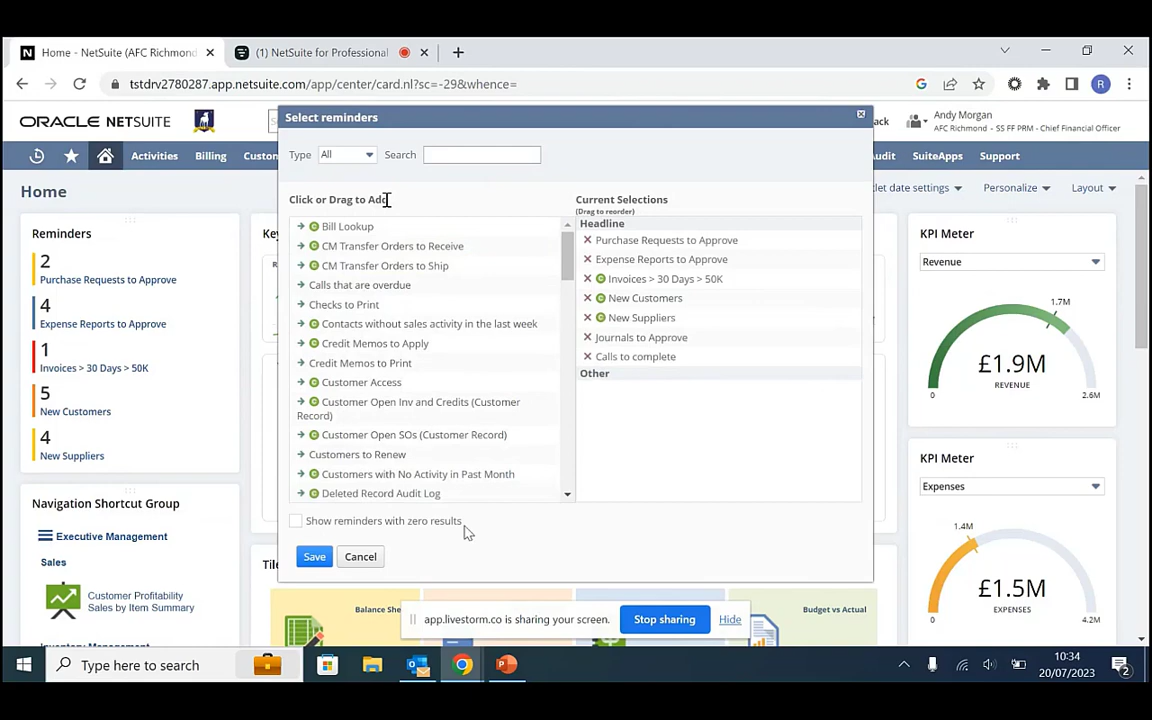 Home - NetSuite (AFC Richmond
(1) NetSuite for Professional
tstdrv2780287.app.netsuite.com/app/center/card.nl?sc=-29&whence=
G
R
ORACLE NETSUITE
Andy Morgan
AFC Richmond - SS FF PRM - Chief Financial Officer
Activities
Billing
SuiteApps
Support
Home
Personalize
Layout
Select reminders
Type
All
Search
Click or Drag to Add
Bill Lookup
CM Transfer Orders to Receive
CM Transfer Orders to Ship
Calls that are overdue
Checks to Print
Contacts without sales activity in the last week
Credit Memos to Apply
Credit Memos to Print
Customer Access
Customer Open Inv and Credits (Customer
Record)
Customer Open SOs (Customer Record)
Customers to Renew
Customers with No Activity in Past Month
Deleted Record Audit Log
Current Selections
(Drag to reorder)
Headline
Purchase Requests to Approve
Expense Reports to Approve
Invoices > 30 Days > 50K
New Customers
New Suppliers
Journals to Approve
Calls to complete
Other
Show reminders with zero results
Save
Cancel
Reminders
2
Purchase Requests to Approve
4
Expense Reports to Approve
1
Invoices > 30 Days > 50K
5
New Customers
4
New Suppliers
Navigation Shortcut Group
Executive Management
Sales
Customer Profitability
Sales by Item Summary
KPI Meter
Revenue
1.7M
£1.9M
REVENUE
0
2.6M
KPI Meter
Expenses
1.4M
£1.5M
EXPENSES
0
4.2M
Budget vs Actual
app.livestorm.co is sharing your screen.
Stop sharing
Hide
Type here to search
10:34
20/07/2023
2